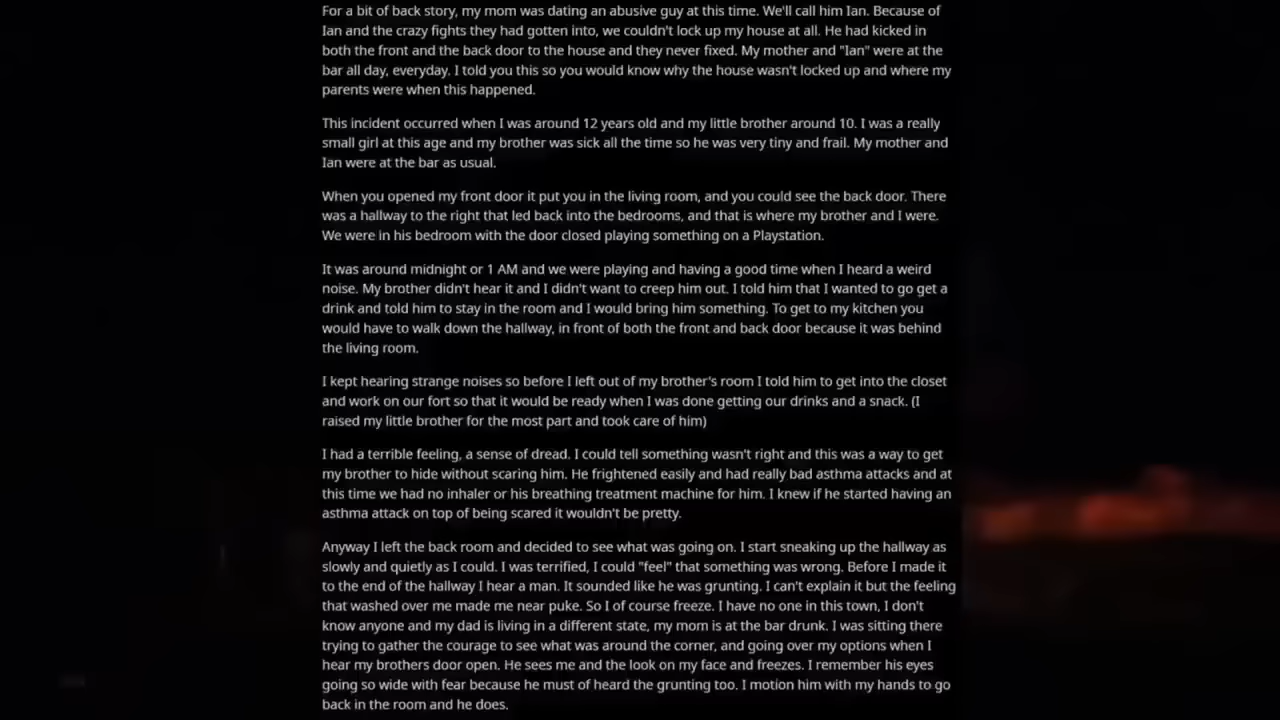 For a bit of back story, my mom was dating an abusive guy at this time. We'll call him Ian. Because of
Ian and the crazy fights they had gotten into, we couldn't lock up my house at all. He had kicked in
both the front and the back door to the house and they never fixed. My mother and "Ian" were at the
bar all day, everyday. I told you this so you would know why the house wasn't locked up and where my
parents were when this happened.
This incident occurred when I was around 12 years old and my little brother around 10. I was a really
small girl at this age and my brother was sick all the time so he was very tiny and frail. My mother and
Ian were at the bar as usual.
When you opened my front door it put you in the living room, and you could see the back door. There
was a hallway to the right that led back into the bedrooms, and that is where my brother and I were.
We were in his bedroom with the door closed playing something on a Playstation.
It was around midnight or 1 AM and we were playing and having a good time when I heard a weird
noise. My brother didn't hear it and I didn't want to creep him out. I told him that I wanted to go get a
drink and told him to stay in the room and I would bring him something. To get to my kitchen you
would have to walk down the hallway, in front of both the front and back door because it was behind
the living room.
I kept hearing strange noises so before I left out of my brother's room I told him to get into the closet
and work on our fort so that it would be ready when I was done getting our drinks and a snack. (I
raised my little brother for the most part and took care of him)
I had a terrible feeling, a sense of dread. I could tell something wasn't right and this was a way to get
my brother to hide without scaring him. He frightened easily and had really bad asthma attacks and at
this time we had no inhaler or his breathing treatment machine for him. I knew if he started having an
asthma attack on top of being scared it wouldn't be pretty.
Anyway I left the back room and decided to see what was going on. I start sneaking up the hallway as
slowly and quietly as I could. I was terrified, I could "feel" that something was wrong. Before I made it
to the end of the hallway I hear a man. It sounded like he was grunting. I can't explain it but the feeling
that washed over me made me near puke. So I of course freeze. I have no one in this town, I don't
know anyone and my dad is living in a different state, my mom is at the bar drunk. I was sitting there
trying to gather the courage to see what was around the corner, and going over my options when I
hear my brothers door open. He sees me and the look on my face and freezes. I remember his eyes
going so wide with fear because he must of heard the grunting too. I motion him with my hands to go
back in the room and he does.